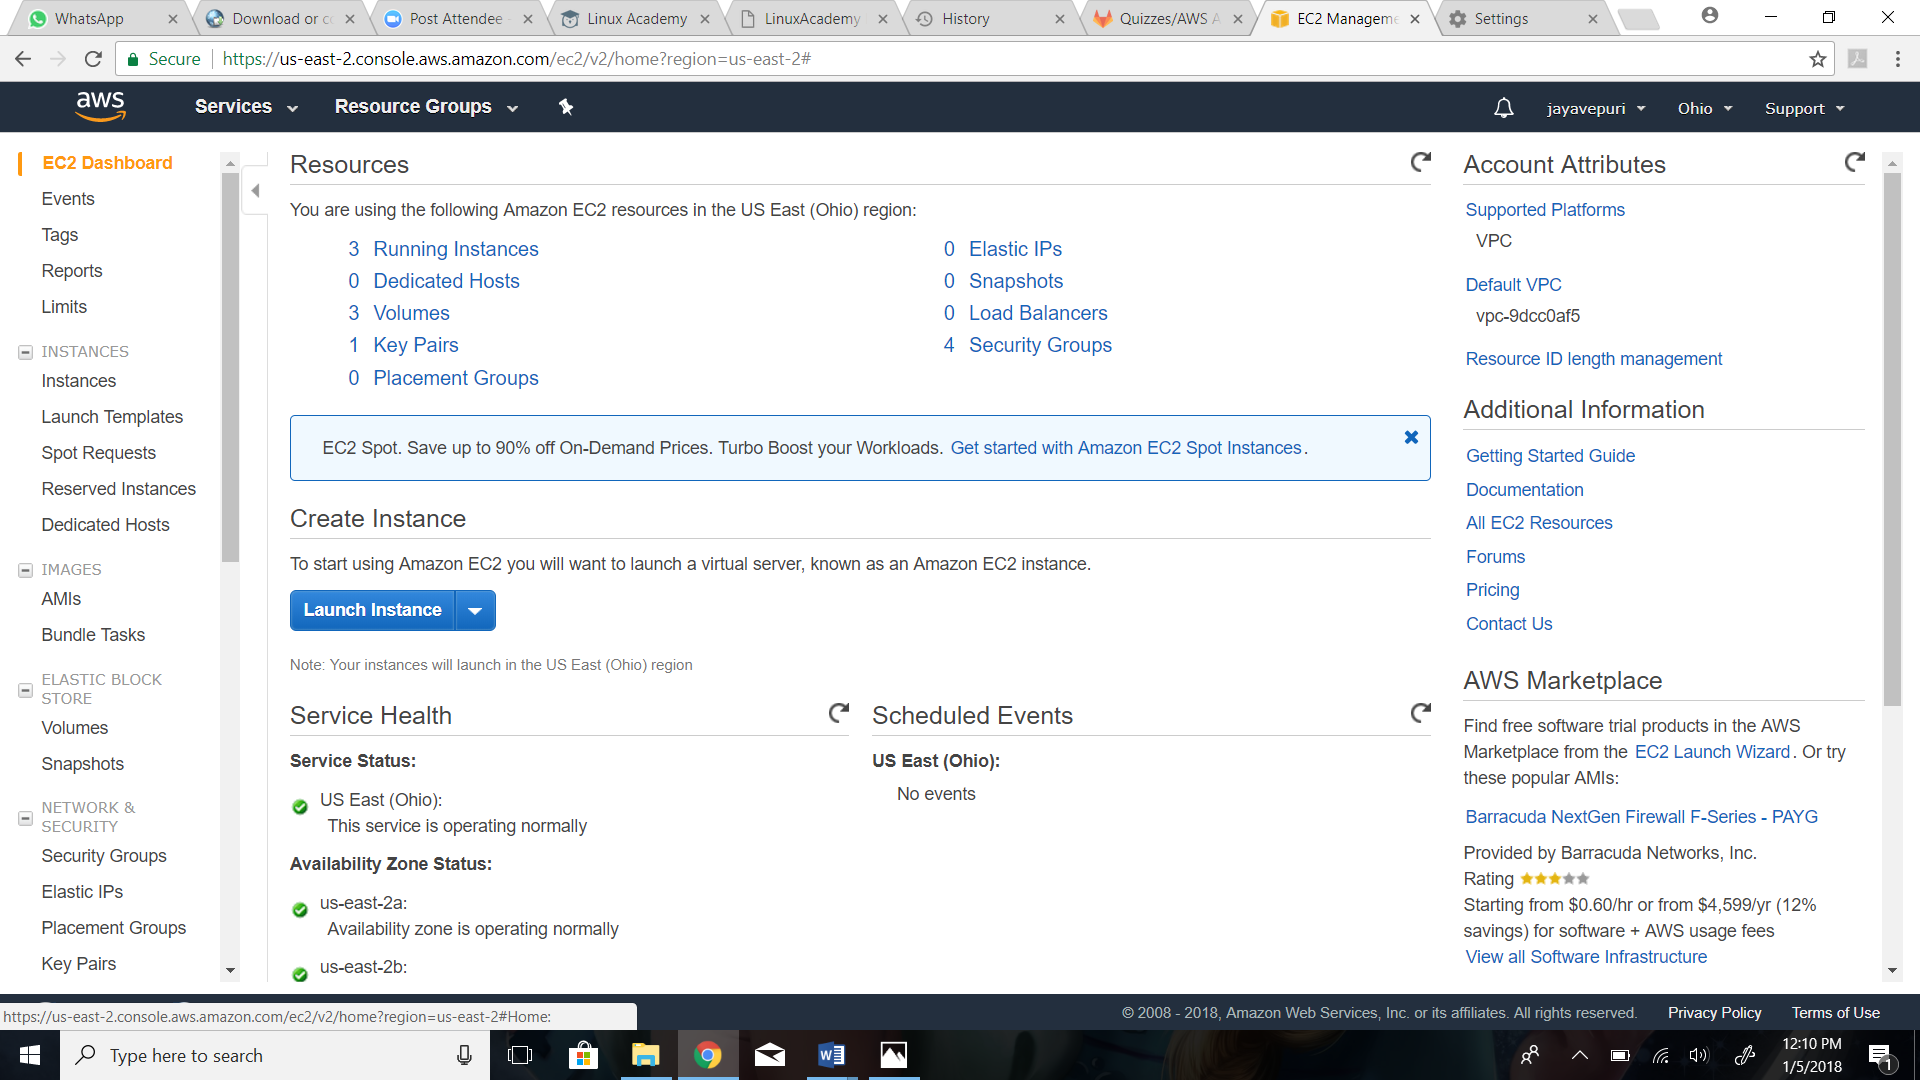 WhatsApp
Download or co
Post Attendee -
Linux Academy
LinuxAcademy
History
Quizzes/AWS A
EC2 Manageme
Settings
Secure
https://us-east-2.console.aws.amazon.com/ec2/v2/home?region=us-east-2#
aws
Services
Resource Groups
jayavepuri
Ohio
Support
EC2 Dashboard
Events
Tags
Reports
Limits
INSTANCES
Instances
Launch Templates
Spot Requests
Reserved Instances
Dedicated Hosts
IMAGES
AMIs
Bundle Tasks
ELASTIC BLOCK
STORE
Volumes
Snapshots
NETWORK &
SECURITY
Security Groups
Elastic IPs
Placement Groups
Key Pairs
Resources
You are using the following Amazon EC2 resources in the US East (Ohio) region:
3 Running Instances
0 Elastic IPs
0 Dedicated Hosts
0 Snapshots
3 Volumes
0 Load Balancers
1 Key Pairs
4 Security Groups
0 Placement Groups
EC2 Spot. Save up to 90% off On-Demand Prices. Turbo Boost your Workloads. Get started with Amazon EC2 Spot Instances.
Create Instance
To start using Amazon EC2 you will want to launch a virtual server, known as an Amazon EC2 instance.
Launch Instance
Note: Your instances will launch in the US East (Ohio) region
Service Health
Service Status:
US East (Ohio):
This service is operating normally
Availability Zone Status:
us-east-2a:
Availability zone is operating normally
us-east-2b:
Scheduled Events
US East (Ohio):
No events
Account Attributes
Supported Platforms
VPC
Default VPC
vpc-9dcc0af5
Resource ID length management
Additional Information
Getting Started Guide
Documentation
All EC2 Resources
Forums
Pricing
Contact Us
AWS Marketplace
Find free software trial products in the AWS
Marketplace from the EC2 Launch Wizard. Or try
these popular AMIs:
Barracuda NextGen Firewall F-Series - PAYG
Provided by Barracuda Networks, Inc.
Rating
Starting from $0.60/hr or from $4,599/yr (12%
savings) for software + AWS usage fees
View all Software Infrastructure
https://us-east-2.console.aws.amazon.com/ec2/v2/home?region=us-east-2#Home:
© 2008 - 2018, Amazon Web Services, Inc. or its affiliates. All rights reserved.
Privacy Policy
Terms of Use
Type here to search
12:10 PM
1/5/2018
1